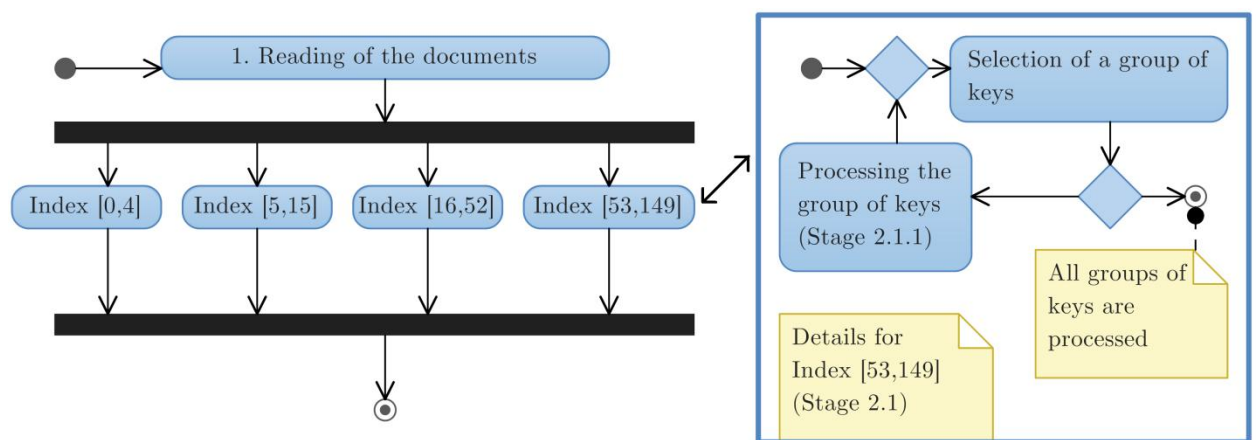 1. Reading of the documents
Index [0,4]
Index [5,15]
Index [16,52]
Index [53,149]
Selection of a group of
keys
Processing the
group of keys
(Stage 2.1.1)
All groups of
keys are
processed
Details for
Index [53,149]
(Stage 2.1)